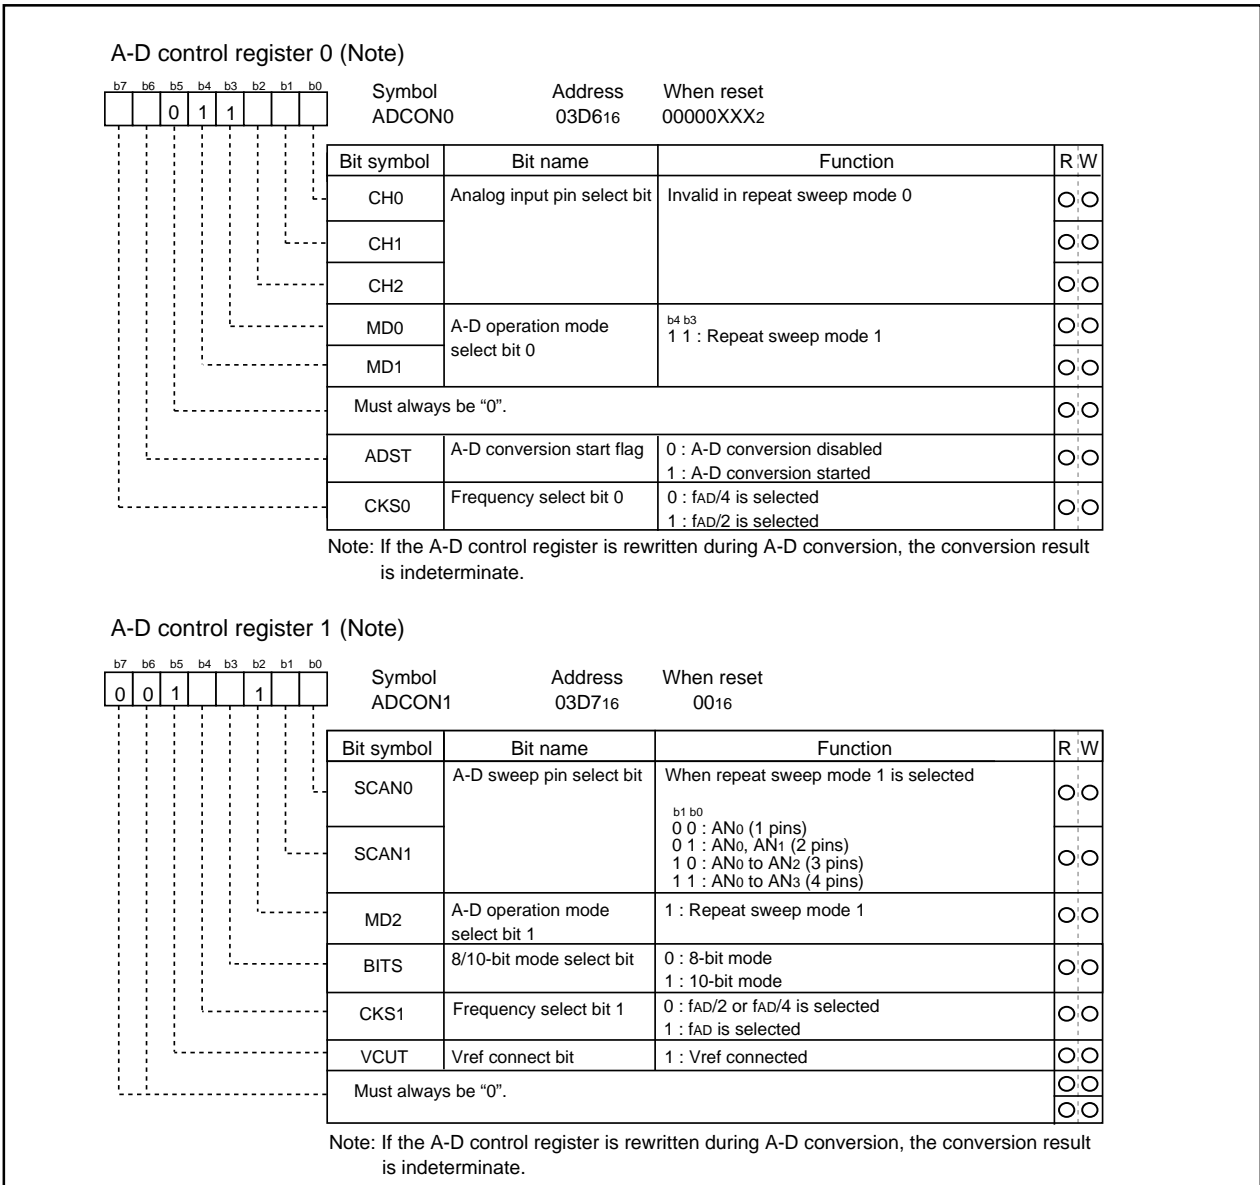 A-D control register 0 (Note)
b7 b6 b5 b4 b3 b2 b1 b0
0 1 1
Symbol Address When reset
ADCON0 03D616 00000XXX2
Bit symbol Bit name Function R W
CH0 Analog input pin select bit Invalid in repeat sweep mode 0
CH1
CH2
MD0 A-D operation mode select bit 0 b4 b3
1 1 : Repeat sweep mode 1
MD1
Must always be “0”.
ADST A-D conversion start flag 0 : A-D conversion disabled
1 : A-D conversion started
CKS0 Frequency select bit 0 0 : fAD/4 is selected
1 : fAD/2 is selected
Note: If the A-D control register is rewritten during A-D conversion, the conversion result
is indeterminate.
A-D control register 1 (Note)
b7 b6 b5 b4 b3 b2 b1 b0
0 0 1 1
Symbol Address When reset
ADCON1 03D716 0016
Bit symbol Bit name Function R W
SCAN0 A-D sweep pin select bit When repeat sweep mode 1 is selected
b1 b0
0 0 : AN0 (1 pins)
0 1 : AN0, AN1 (2 pins)
SCAN1 1 0 : AN0 to AN2 (3 pins)
1 1 : AN0 to AN3 (4 pins)
MD2 A-D operation mode select bit 1 1 : Repeat sweep mode 1
BITS 8/10-bit mode select bit 0 : 8-bit mode
1 : 10-bit mode
CKS1 Frequency select bit 1 0 : fAD/2 or fAD/4 is selected
1 : fAD is selected
VCUT Vref connect bit 1 : Vref connected
Must always be “0”.
Note: If the A-D control register is rewritten during A-D conversion, the conversion result
is indeterminate.